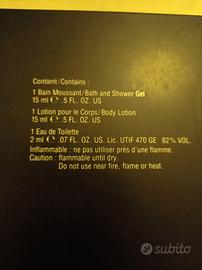 Contient/Contains :
1 Bain Moussant/Bath and Shower Gel
15 ml ℮ .5 FL. OZ. US
1 Lotion pour le Corps/Body Lotion
15 ml ℮ .5 FL. OZ. US
1 Eau de Toilette
2 ml ℮ .07 FL. OZ. US. Lic. UTIF 470 GE 82% VOL.
Inflammable : ne pas utiliser près d'une flamme.
Caution : flammable until dry.
Do not use near fire, flame or heat.
subito